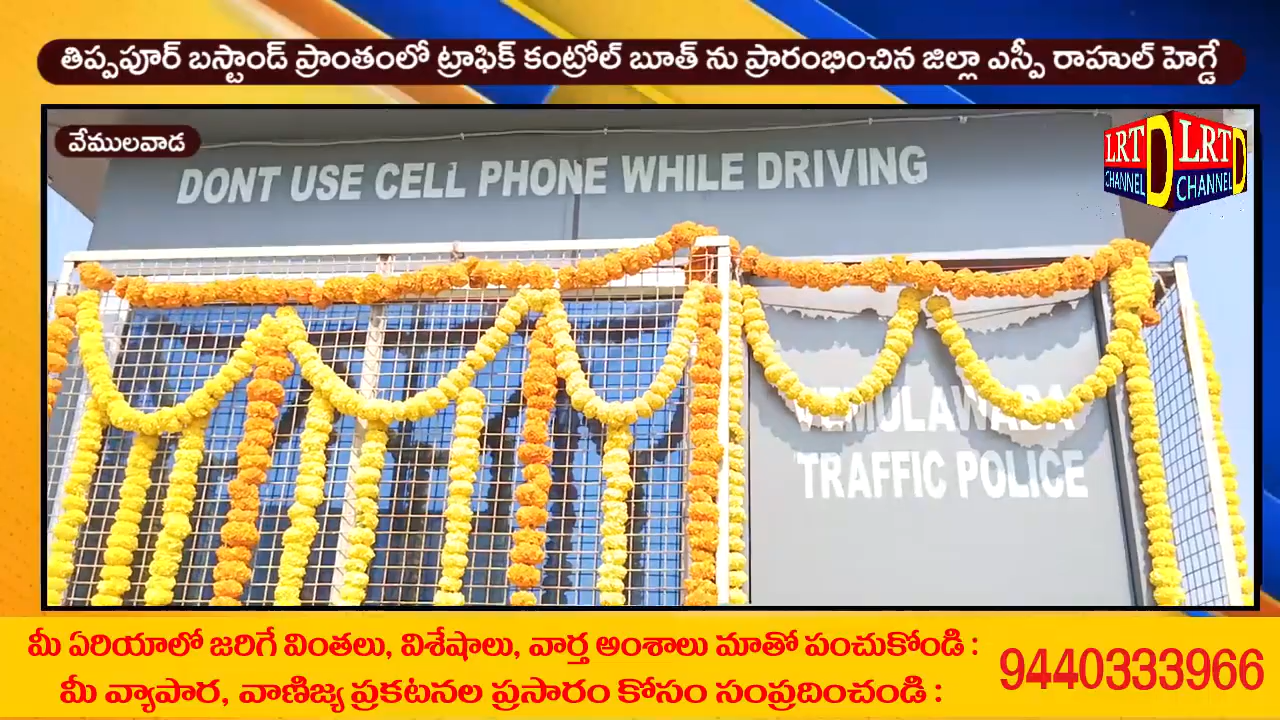 తిప్పపూర్ బస్టాండ్ ప్రాంతంలో ట్రాఫిక్ కంట్రోల్ బూత్ ను ప్రారంభించిన జిల్లా ఎస్పీ రాహుల్ హెగ్డే
వేములవాడ
LRT D LRT D
CHANNEL CHANNEL
DONT USE CELL PHONE WHILE DRIVING
VEMULAWADA
TRAFFIC POLICE
మీ ఏరియాలో జరిగే వింతలు, విశేషాలు, వార్త అంశాలు మాతో పంచుకోండి :
మీ వ్యాపార, వాణిజ్య ప్రకటనల ప్రసారం కోసం సంప్రదించండి :
9440333966